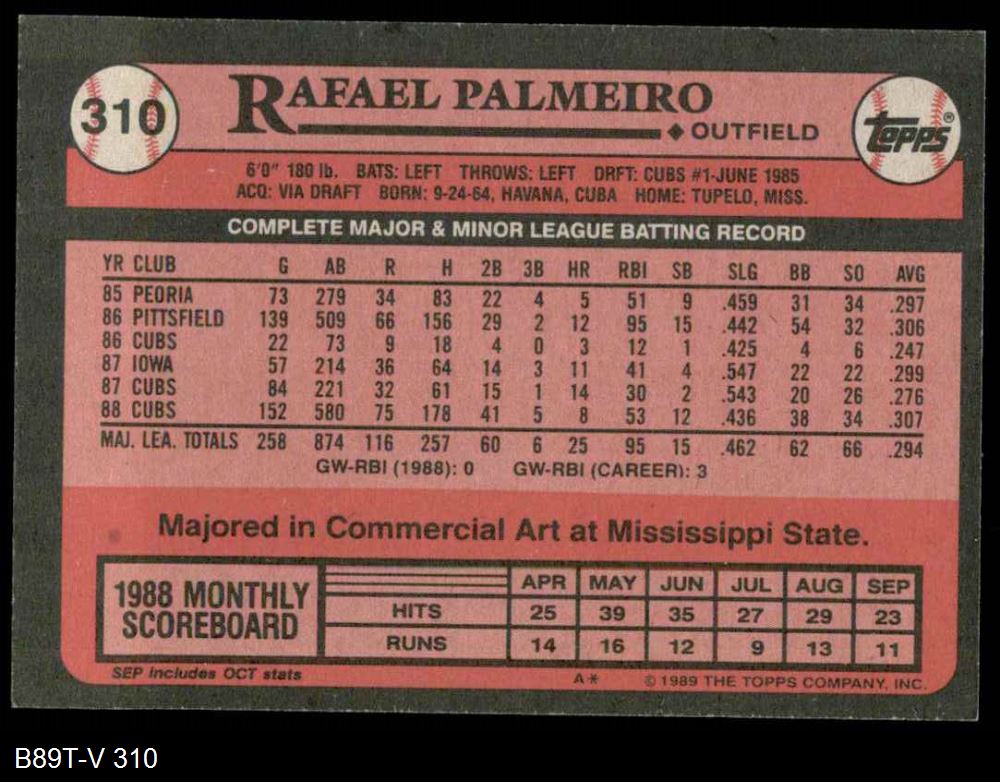 310
RAFAEL PALMEIRO
◆ OUTFIELD
topps®
6'0" 180 lb. BATS: LEFT THROWS: LEFT DRFT: CUBS #1-JUNE 1985
ACQ: VIA DRAFT BORN: 9-24-64, HAVANA, CUBA HOME: TUPELO, MISS.
COMPLETE MAJOR & MINOR LEAGUE BATTING RECORD
YR CLUB G AB R H 2B 3B HR RBI SB SLG BB SO AVG
85 PEORIA 73 279 34 83 22 4 5 51 9 .459 31 34 .297
86 PITTSFIELD 139 509 66 156 29 2 12 95 15 .442 54 32 .306
86 CUBS 22 73 9 18 4 0 3 12 1 .425 4 6 .247
87 IOWA 57 214 36 64 14 3 11 41 4 .547 22 22 .299
87 CUBS 84 221 32 61 15 1 14 30 2 .543 20 26 .276
88 CUBS 152 580 75 178 41 5 8 53 12 .436 38 34 .307
MAJ. LEA. TOTALS 258 874 116 257 60 6 25 95 15 .462 62 66 .294
GW-RBI (1988): 0 GW-RBI (CAREER): 3
Majored in Commercial Art at Mississippi State.
1988 MONTHLY
SCOREBOARD
APR MAY JUN JUL AUG SEP
HITS 25 39 35 27 29 23
RUNS 14 16 12 9 13 11
SEP includes OCT stats
A* © 1989 THE TOPPS COMPANY, INC.
B89T-V 310